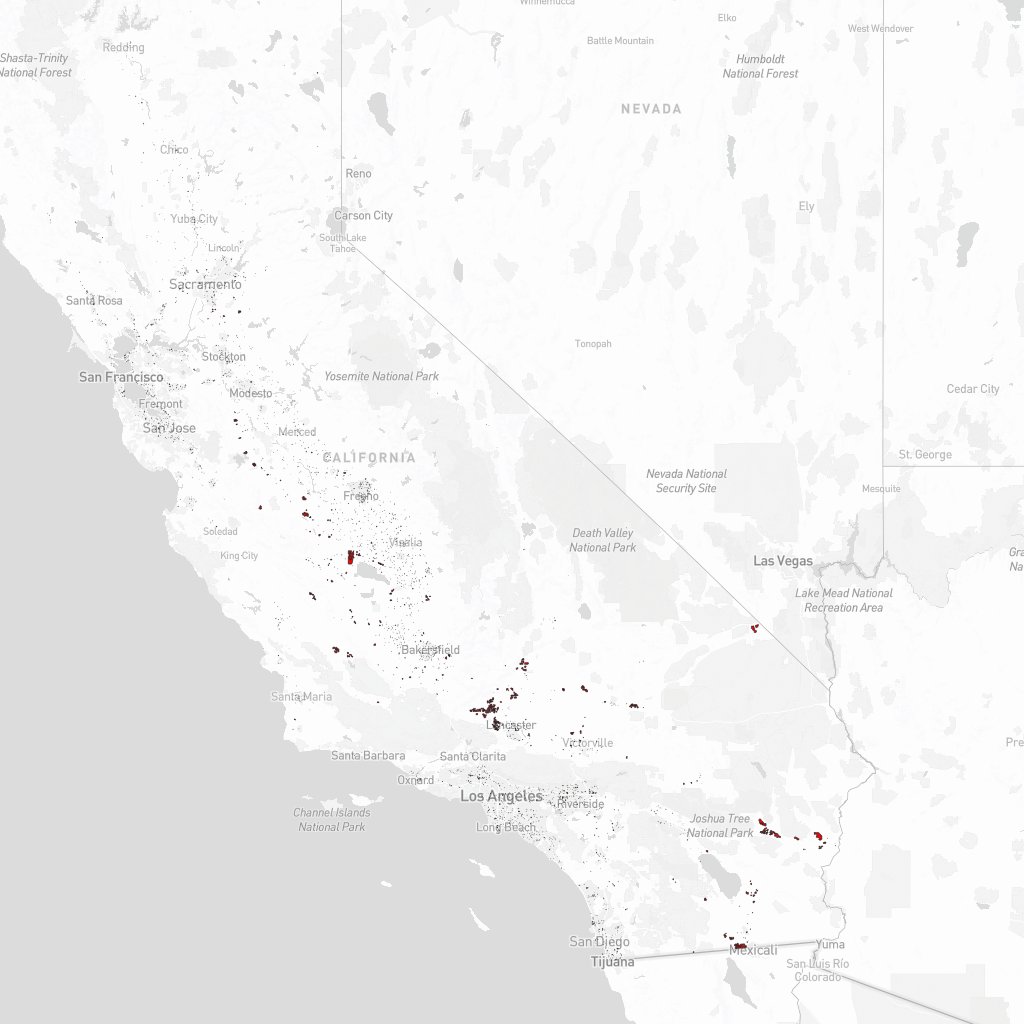 Winnemucca
Elko
West Wendover
Redding
Battle Mountain
Shasta-Trinity
National Forest
Humboldt
National Forest
NEVADA
Chico
Reno
Ely
Yuba City
Carson City
South Lake
Tahoe
Lincoln
Sacramento
Santa Rosa
Tonopah
Stockton
San Francisco
Yosemite National Park
Cedar City
Modesto
Fremont
San Jose
Merced
CALIFORNIA
St. George
Nevada National
Security Site
Mesquite
Fresno
Soledad
Death Valley
National Park
Visalia
King City
Las Vegas
Gra
Na
Lake Mead National
Recreation Area
Bakersfield
Santa Maria
Lancaster
Victorville
Pre
Santa Barbara
Santa Clarita
Oxnard
Los Angeles
Riverside
Channel Islands
National Park
Long Beach
Joshua Tree
National Park
San Diego
Tijuana
Mexicali
Yuma
San Luis Río
Colorado